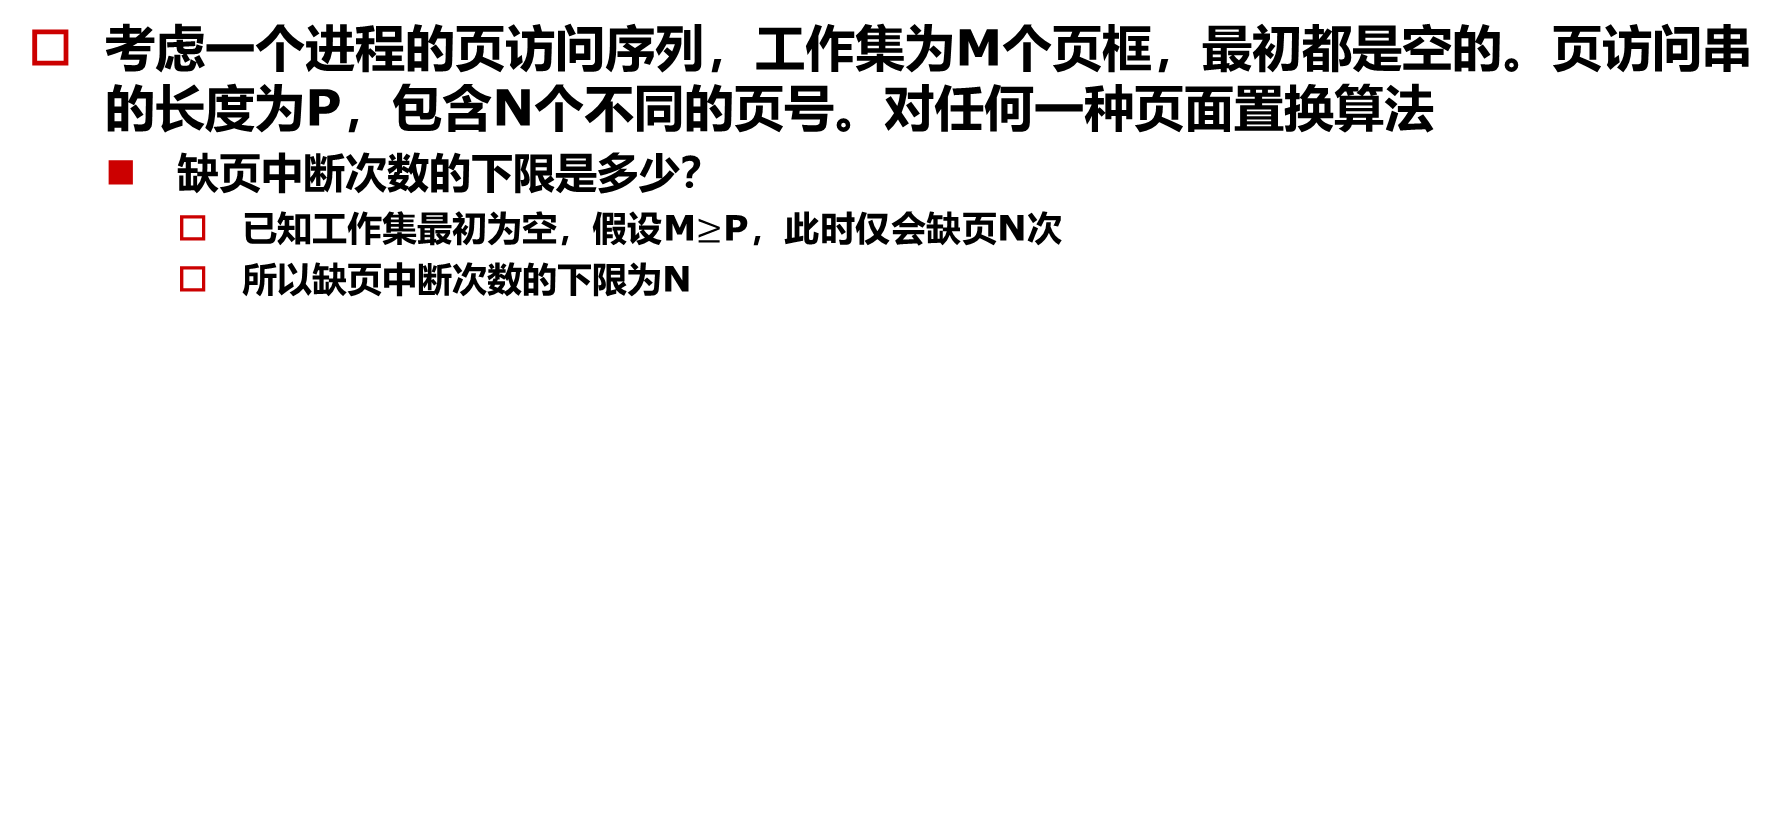 考虑一个进程的页访问序列，工作集为M个页框，最初都是空的。页访问串
的长度为P，包含N个不同的页号。对任何一种页面置换算法
缺页中断次数的下限是多少？
已知工作集最初为空，假设M≥P，此时仅会缺页N次
所以缺页中断次数的下限为N